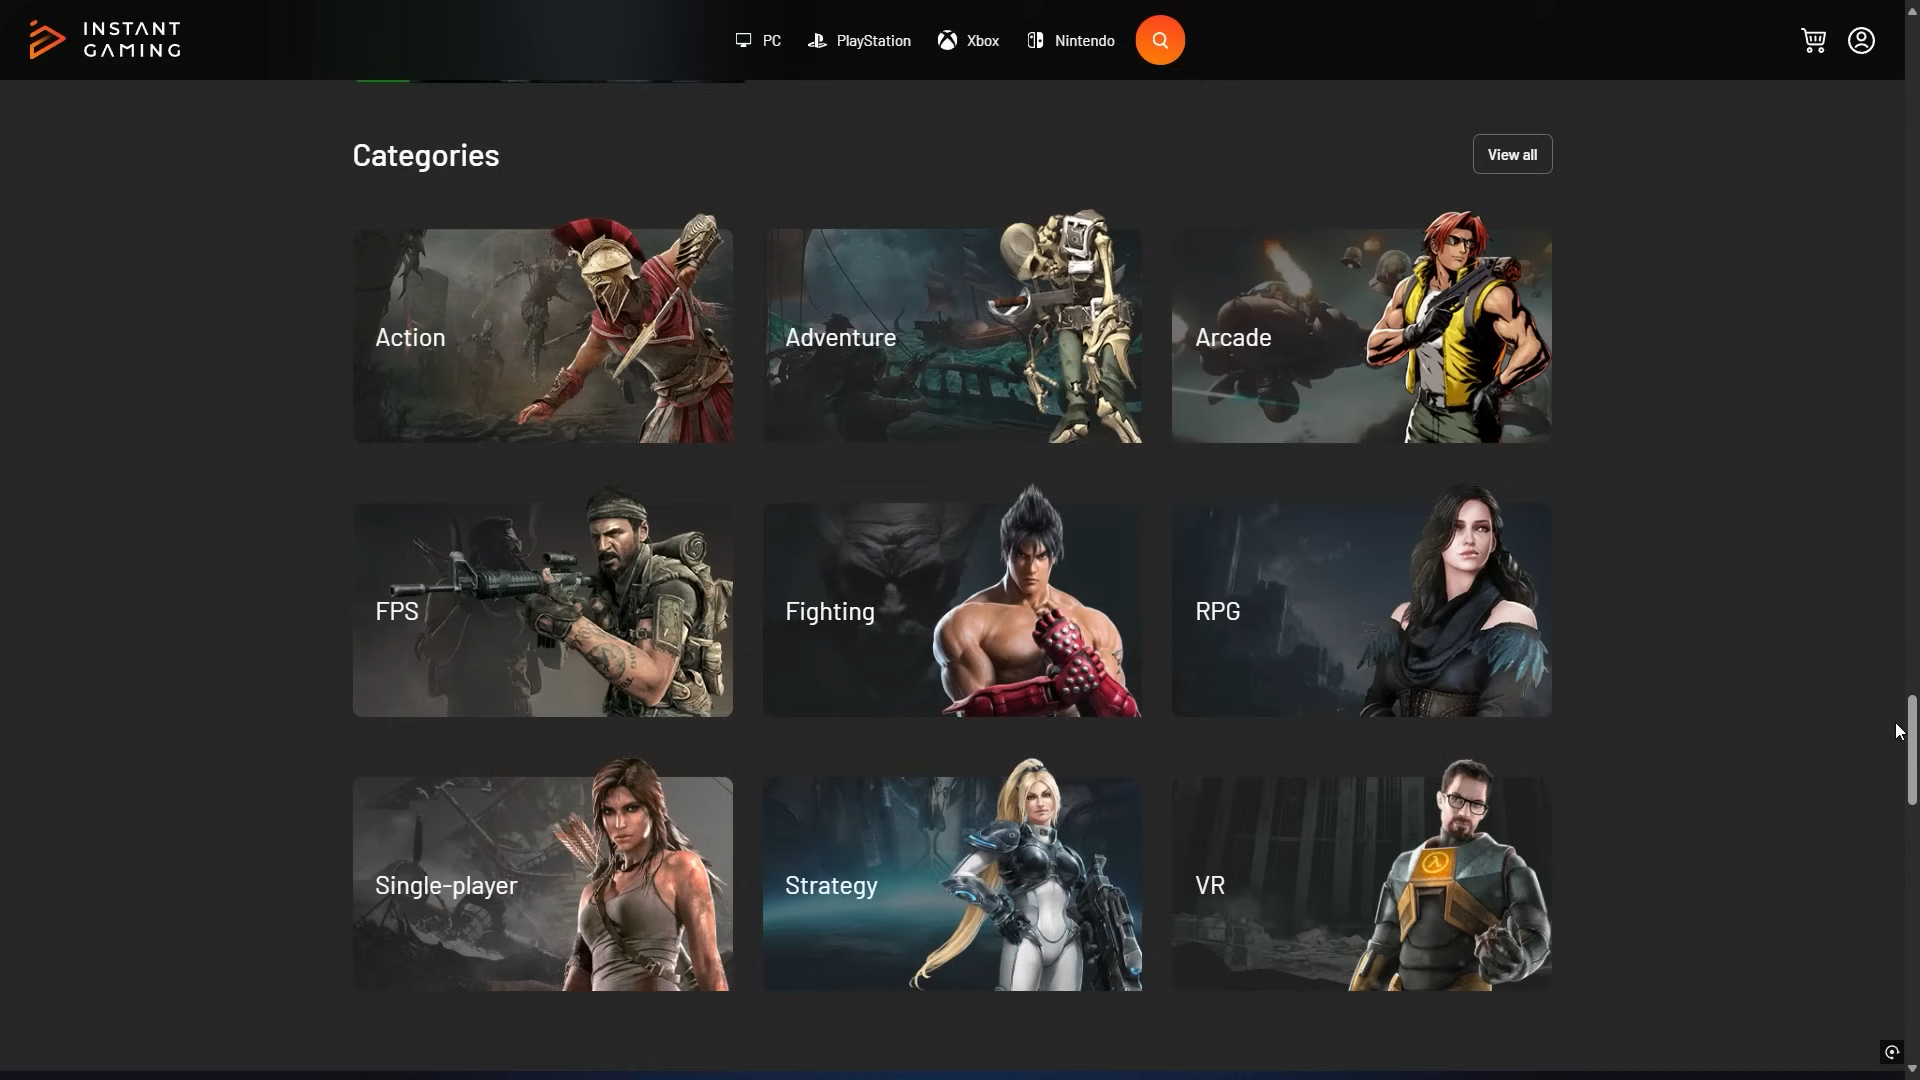 INSTANT
GAMING
PC
PlayStation
Xbox
Nintendo
Categories
View all
Action
Adventure
Arcade
FPS
Fighting
RPG
Single-player
Strategy
VR